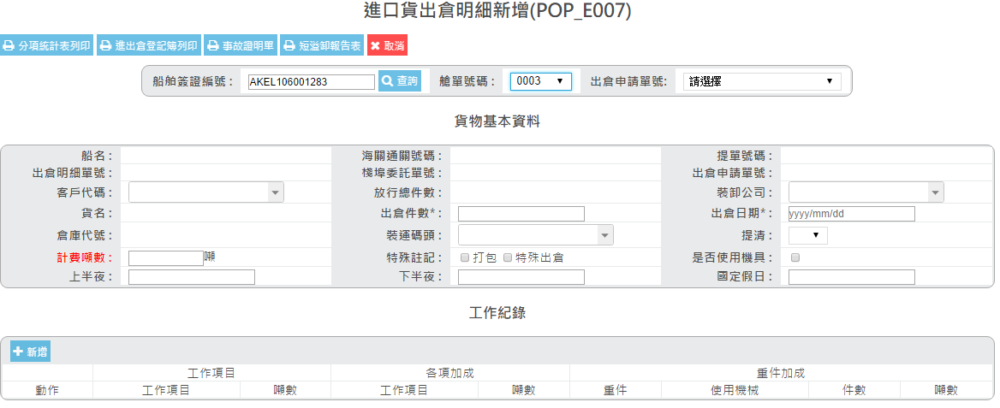 進口貨出倉明細新增(POP_E007)
分項統計表列印 進出倉登記簿列印 事故證明單 短溢卸報告表 取消
船舶簽證編號： AKEL106001283 查詢 艙單號碼： 0003 出倉申請單號: 請選擇
貨物基本資料
船名： 海關通關號碼： 提單號碼：
出倉明細單號： 棧埠委託單號： 出倉申請單號：
客戶代碼： 放行總件數： 裝卸公司：
貨名： 出倉件數*： 出倉日期*： yyyy/mm/dd
倉庫代號： 裝運碼頭： 提清：
計費噸數： 噸 特殊註記： 打包 特殊出倉 是否使用機具：
上半夜： 下半夜： 國定假日：
工作紀錄
新增
工作項目 各項加成 重件加成
動作 工作項目 噸數 工作項目 噸數 重件 使用機械 件數 噸數